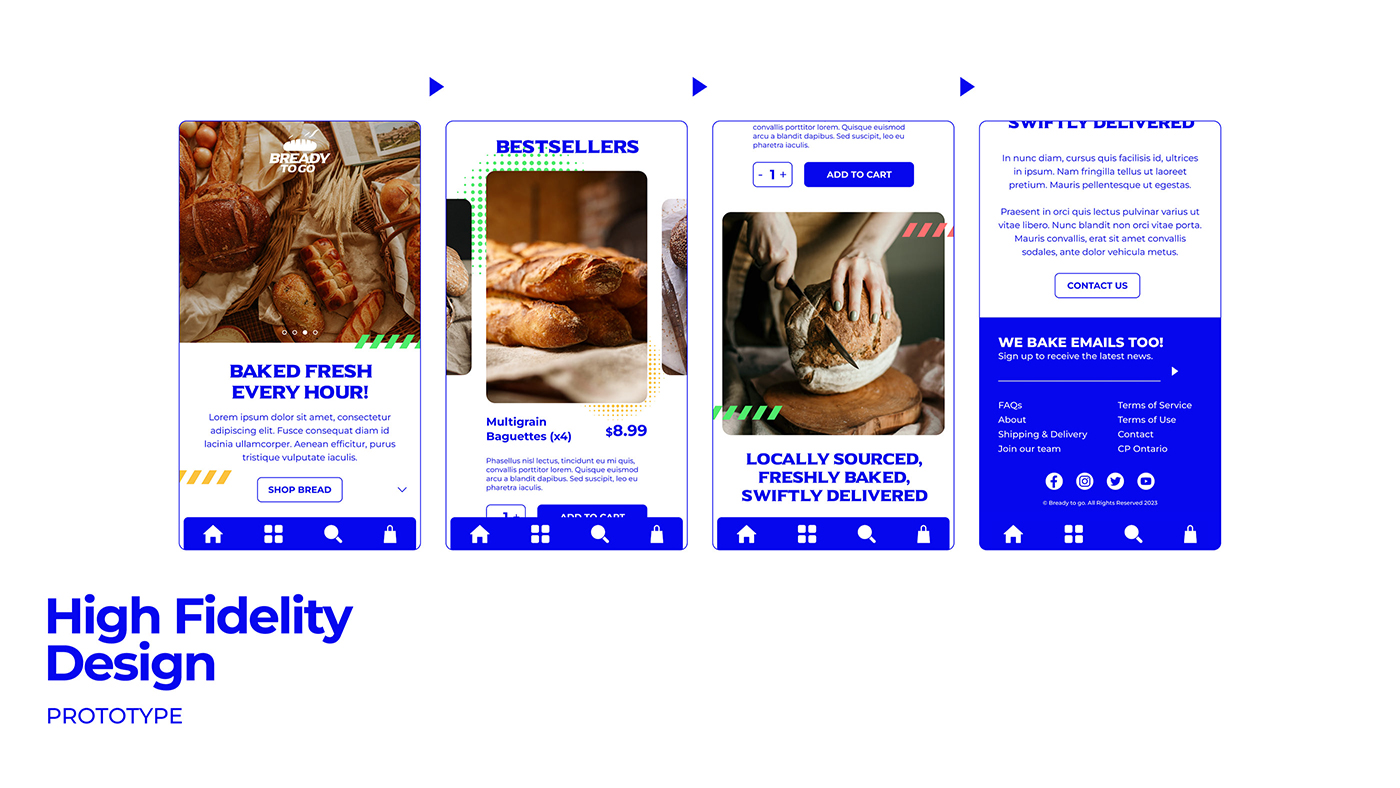 BREADY
TO GO
BAKED FRESH
EVERY HOUR!
Lorem ipsum dolor sit amet, consectetur
adipiscing elit. Fusce consequat diam id
lacinia ullamcorper. Aenean efficitur, purus
tristique vulputate iaculis.
SHOP BREAD
BESTSELLERS
Multigrain
Baguettes (x4)
$8.99
Phasellus nisl lectus, tincidunt eu mi quis,
convallis porttitor lorem. Quisque euismod
arcu a blandit dapibus. Sed suscipit, leo eu
pharetra iaculis.
1 +
ADD TO CART
convallis porttitor lorem. Quisque euismod
arcu a blandit dapibus. Sed suscipit, leo eu
pharetra iaculis.
- 1 +
ADD TO CART
LOCALLY SOURCED,
FRESHLY BAKED,
SWIFTLY DELIVERED
SWIFTLY DELIVERED
In nunc diam, cursus quis facilisis id, ultrices
in ipsum. Nam fringilla tellus ut laoreet
pretium. Mauris pellentesque ut egestas.
Praesent in orci quis lectus pulvinar varius ut
vitae libero. Nunc blandit non orci vitae porta.
Mauris convallis, erat sit amet convallis
sodales, ante dolor vehicula metus.
CONTACT US
WE BAKE EMAILS TOO!
Sign up to receive the latest news.
FAQs
About
Shipping & Delivery
Join our team
Terms of Service
Terms of Use
Contact
CP Ontario
© Bready to go. All Rights Reserved 2023
High Fidelity
Design
PROTOTYPE